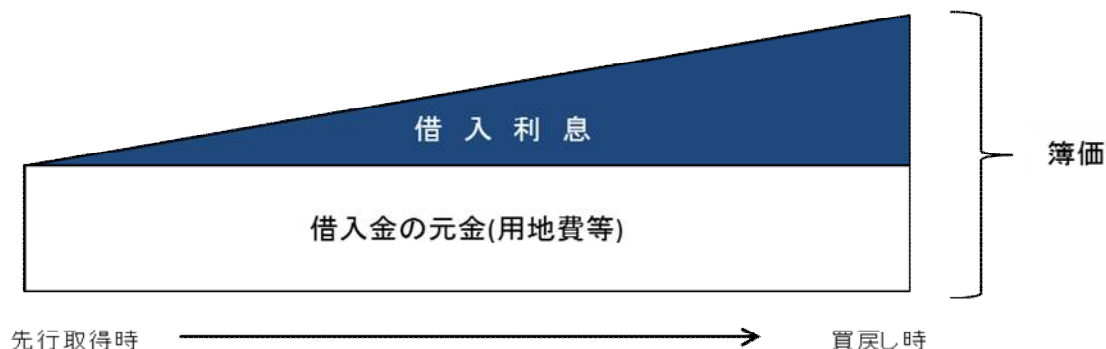 借入利息
簿価
借入金の元金(用地費等)
先行取得時
買戻し時